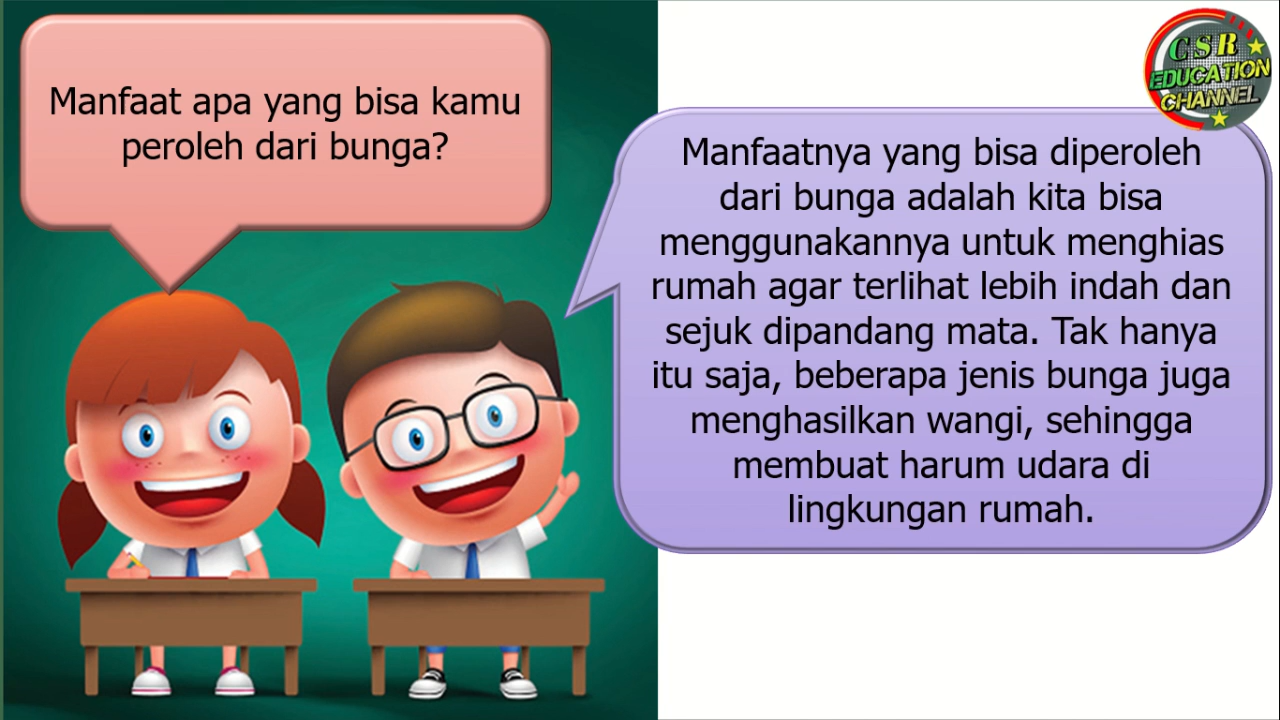 Manfaat apa yang bisa kamu
peroleh dari bunga?
CSR
EDUCATION
CHANNEL
Manfaatnya yang bisa diperoleh
dari bunga adalah kita bisa
menggunakannya untuk menghias
rumah agar terlihat lebih indah dan
sejuk dipandang mata. Tak hanya
itu saja, beberapa jenis bunga juga
menghasilkan wangi, sehingga
membuat harum udara di
lingkungan rumah.